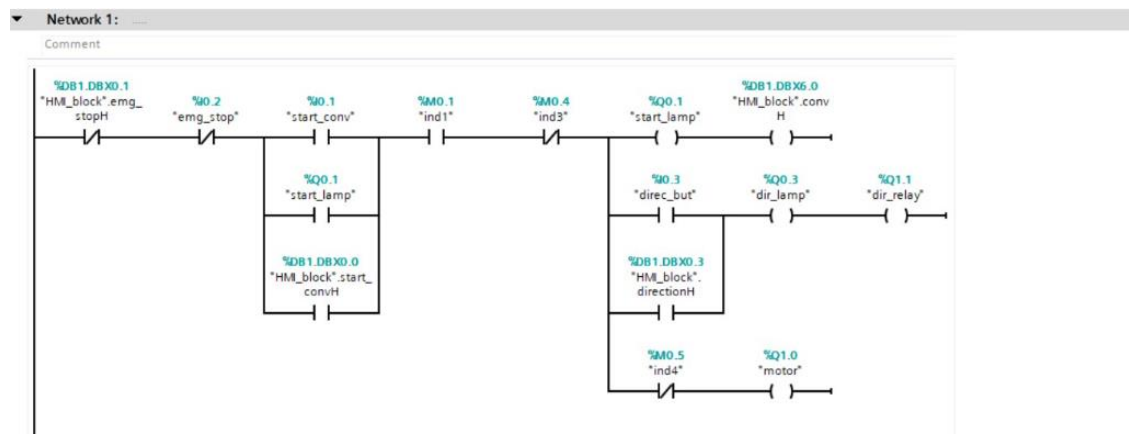 Network 1: ....
Comment
%DB1.DBX0.1
"HMI_block".emg_
stopH
%I0.2
"emg_stop"
%I0.1
"start_conv"
%M0.1
"ind1"
%M0.4
"ind3"
%Q0.1
"start_lamp"
%DB1.DBX6.0
"HMI_block".conv
H
%Q0.1
"start_lamp"
%I0.3
"direc_but"
%Q0.3
"dir_lamp"
%Q1.1
"dir_relay"
%DB1.DBX0.0
"HMI_block".start_
convH
%DB1.DBX0.3
"HMI_block".
directionH
%M0.5
"ind4"
%Q1.0
"motor"